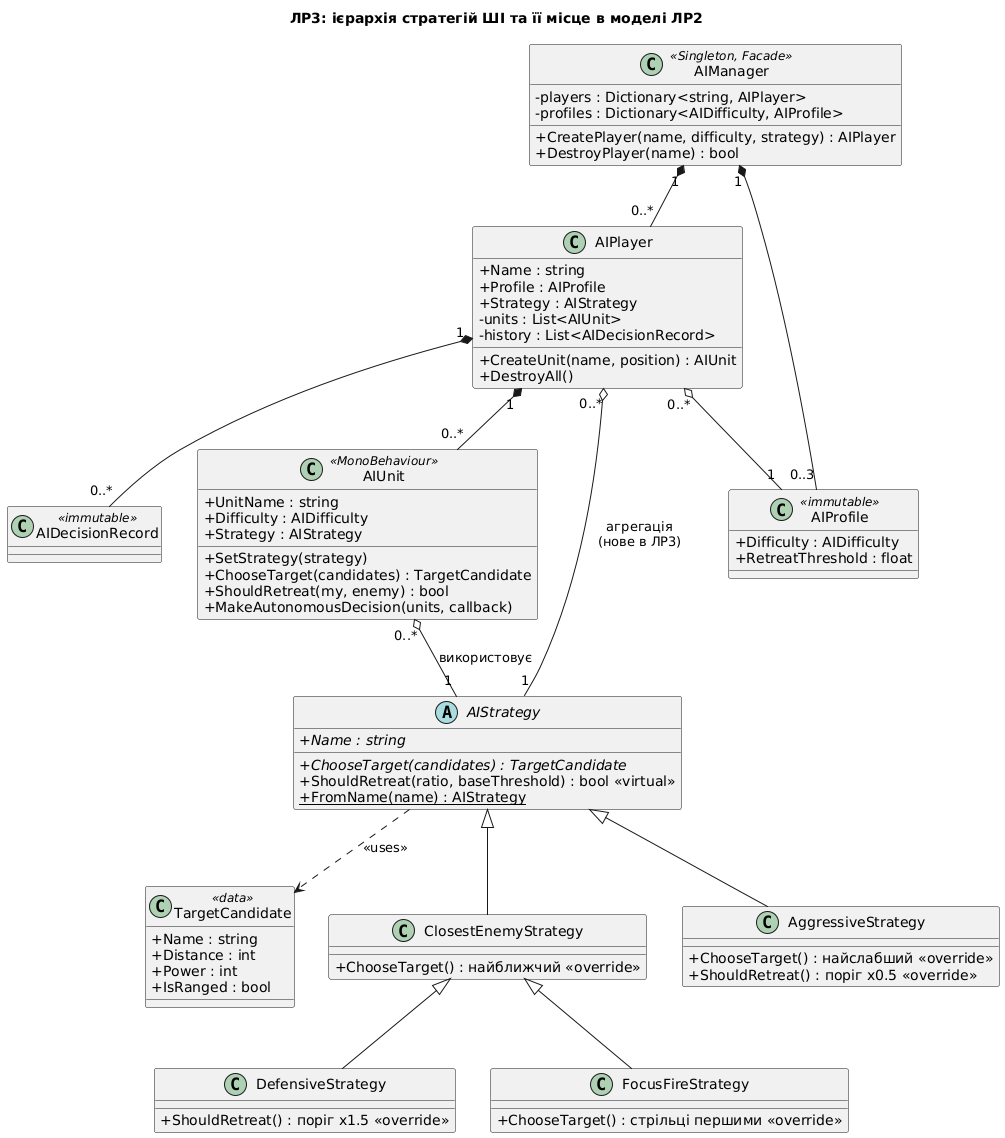 ЛР3: ієрархія стратегій ШІ та її місце в моделі ЛР2
C
«Singleton, Facade»
AIManager
-players : Dictionary<string, AIPlayer>
-profiles : Dictionary<AIDifficulty, AIProfile>
+CreatePlayer(name, difficulty, strategy) : AIPlayer
+DestroyPlayer(name) : bool
1
1
0..*
C
AIPlayer
+Name : string
+Profile : AIProfile
+Strategy : AIStrategy
-units : List<AIUnit>
-history : List<AIDecisionRecord>
+CreateUnit(name, position) : AIUnit
+DestroyAll()
1
1
0..*
0..*
0..*
1
0..3
0..*
C
«MonoBehaviour»
AIUnit
+UnitName : string
+Difficulty : AIDifficulty
+Strategy : AIStrategy
+SetStrategy(strategy)
+ChooseTarget(candidates) : TargetCandidate
+ShouldRetreat(my, enemy) : bool
+MakeAutonomousDecision(units, callback)
C
«immutable»
AIDecisionRecord
агрегація
(нове в ЛР3)
C
«immutable»
AIProfile
+Difficulty : AIDifficulty
+RetreatThreshold : float
0..*
використовує
1
1
A
AIStrategy
+Name : string
+ChooseTarget(candidates) : TargetCandidate
+ShouldRetreat(ratio, baseThreshold) : bool «virtual»
+FromName(name) : AIStrategy
«uses»
C
«data»
TargetCandidate
+Name : string
+Distance : int
+Power : int
+IsRanged : bool
C
ClosestEnemyStrategy
+ChooseTarget() : найближчий «override»
C
AggressiveStrategy
+ChooseTarget() : найслабший «override»
+ShouldRetreat() : поріг x0.5 «override»
C
DefensiveStrategy
+ShouldRetreat() : поріг x1.5 «override»
C
FocusFireStrategy
+ChooseTarget() : стрільці першими «override»